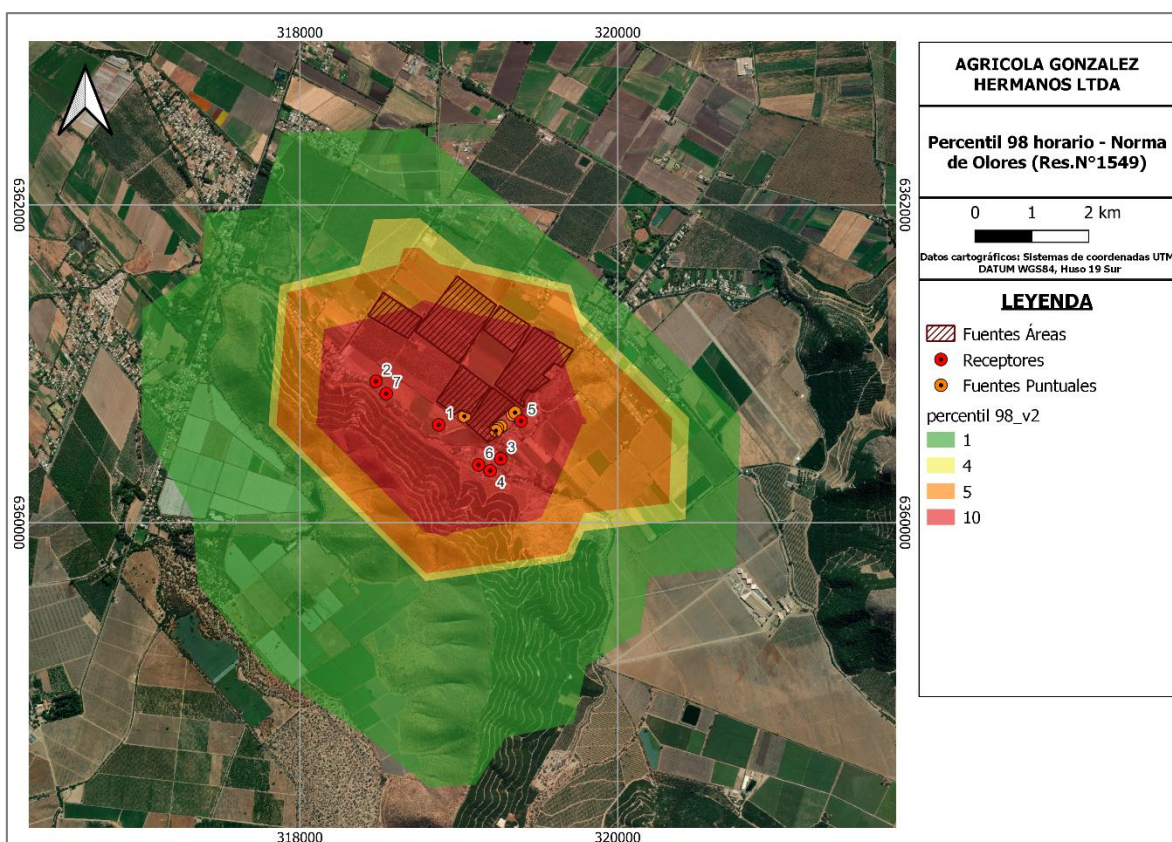 318000
320000
6362000
6362000
6360000
6360000
2
7
1
5
3
6
4
318000
320000
AGRICOLA GONZALEZ
HERMANOS LTDA
Percentil 98 horario - Norma
de Olores (Res.N°1549)
0 1 2 km
Datos cartográficos: Sistemas de coordenadas UTM
DATUM WGS84, Huso 19 Sur
LEYENDA
Fuentes Áreas
Receptores
Fuentes Puntuales
percentil 98_v2
1
4
5
10